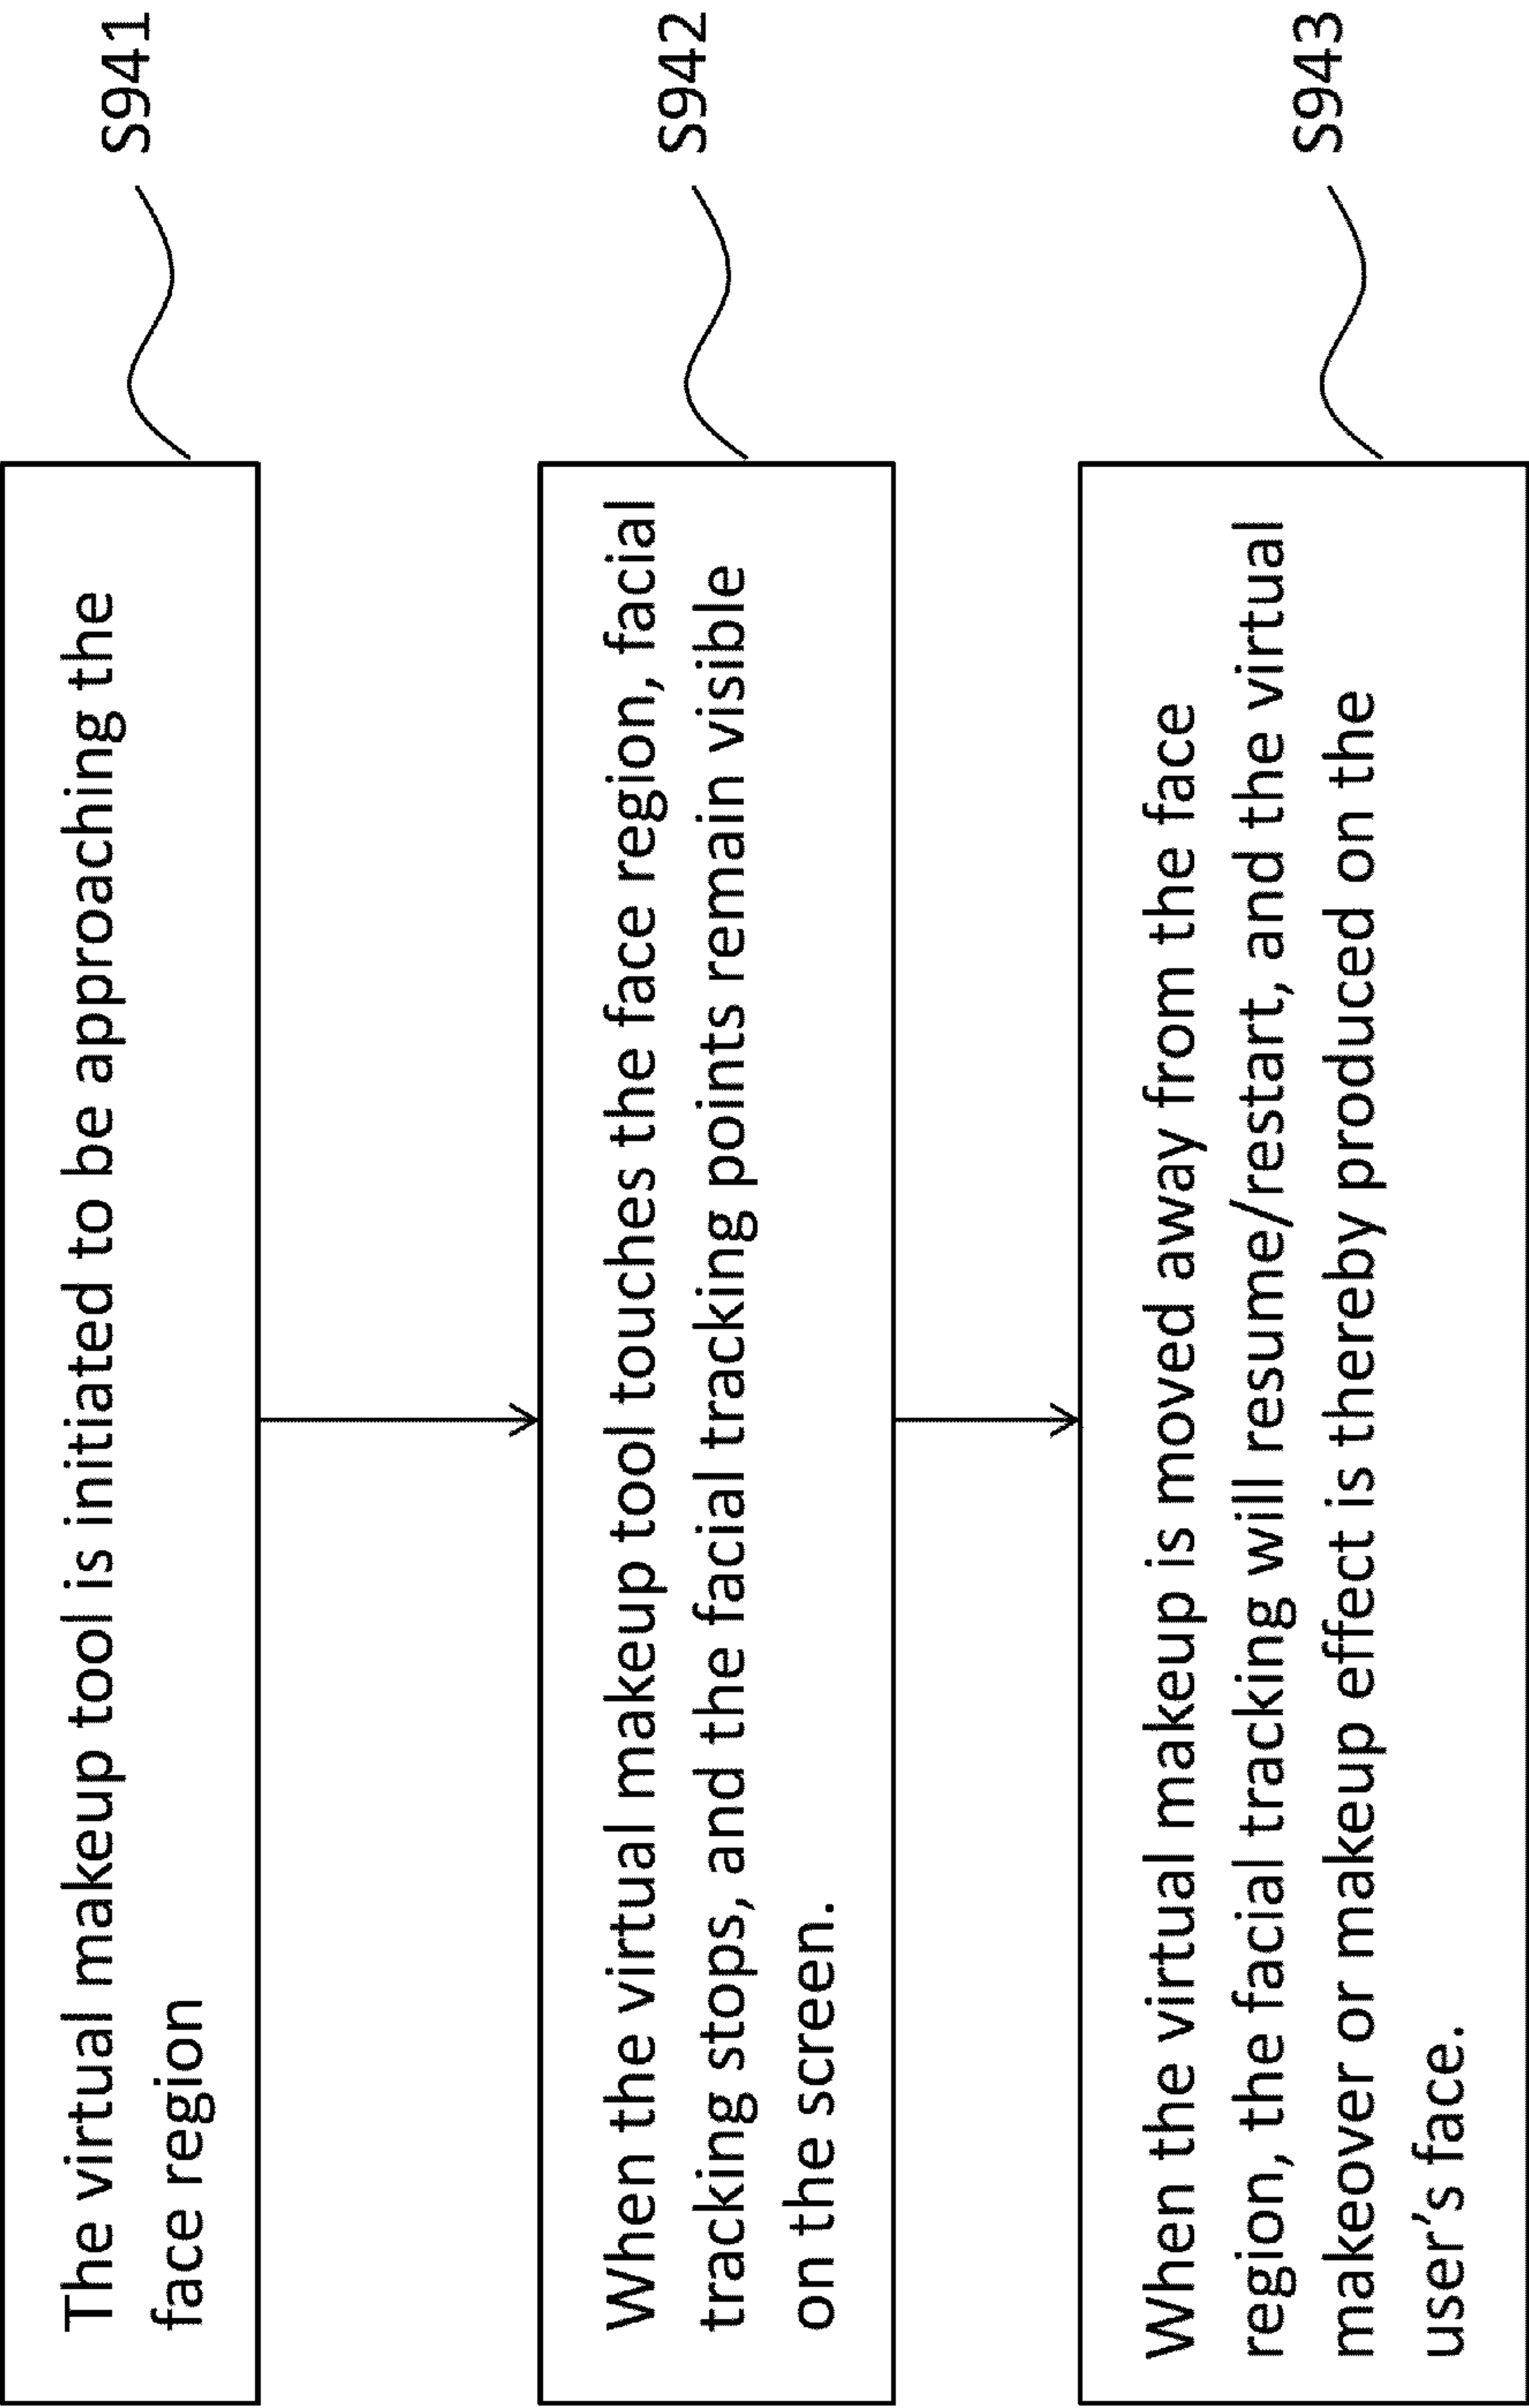 The virtual makeup tool is initiated to be approaching the
face region
S941
When the virtual makeup tool touches the face region, facial
tracking stops, and the facial tracking points remain visible
on the screen.
S942
When the virtual makeup is moved away from the face
region, the facial tracking will resume/restart, and the virtual
makeover or makeup effect is thereby produced on the
user’s face.
S943